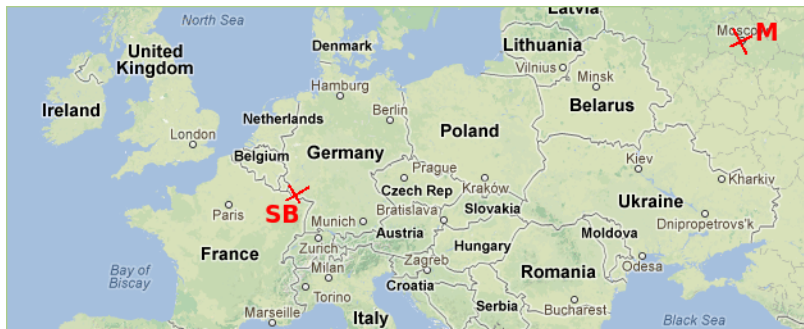 North Sea
Latvia
Moscow
M
Denmark
Lithuania
United
Kingdom
Vilnius
Minsk
Hamburg
Ireland
Belarus
Berlin
Netherlands
Poland
London
Belgium
Germany
Kiev
Prague
Kharkiv
Kraków
Czech Rep
SB
Paris
Ukraine
Slovakia
Bratislava
Munich
Dnipropetrovs'k
Austria
Moldova
Zurich
Hungary
France
Zagreb
Odesa
Bay of
Biscay
Milan
Romania
Croatia
Torino
Serbia
Bucharest
Marseille
Italy
Black Sea